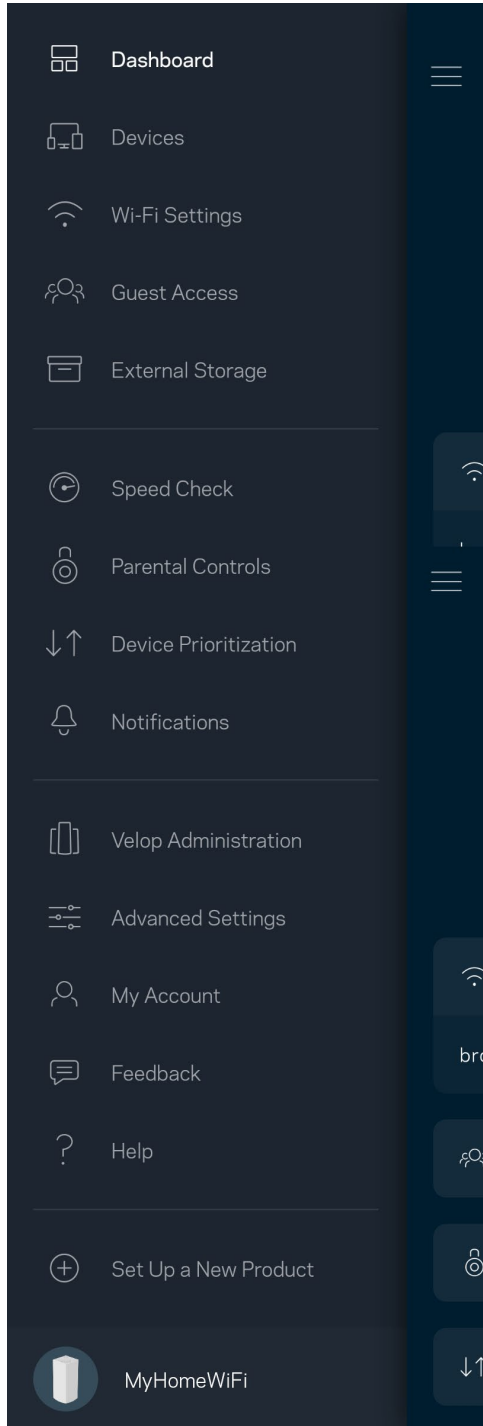 Dashboard
Devices
Wi-Fi Settings
Guest Access
External Storage
Speed Check
Parental Controls
Device Prioritization
Notifications
Velop Administration
Advanced Settings
My Account
Feedback
Help
Set Up a New Product
MyHomeWiFi